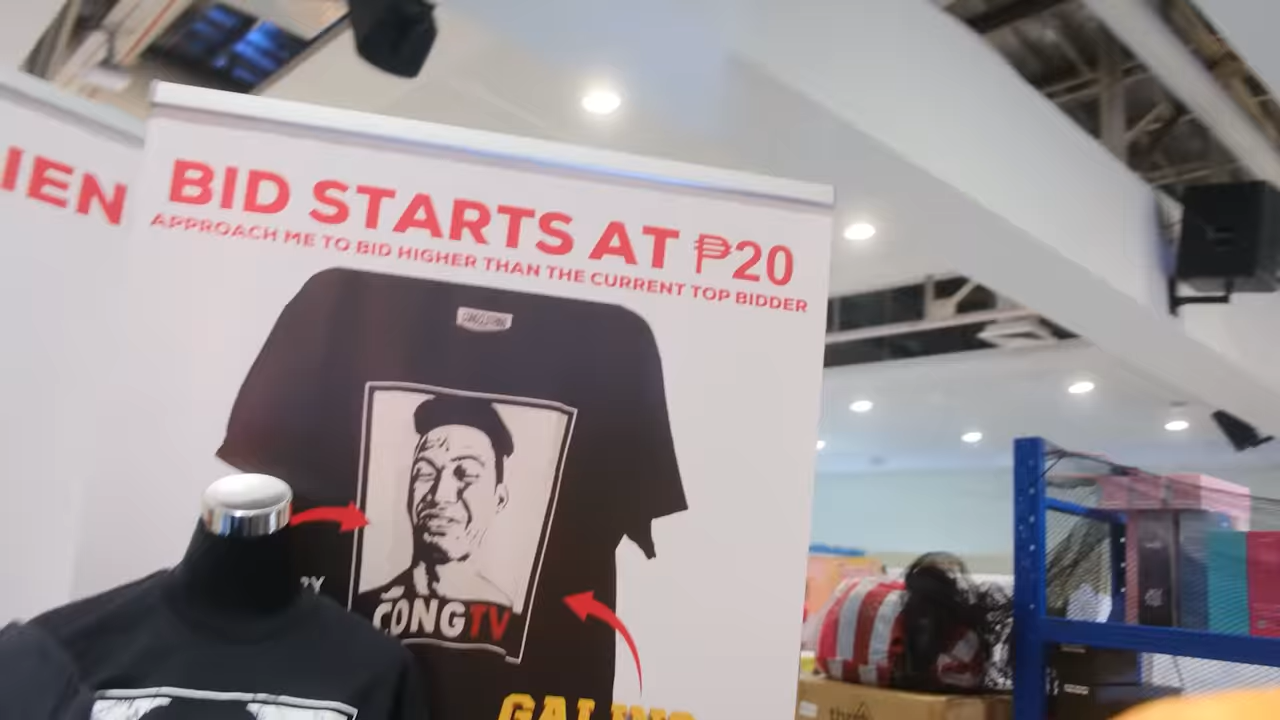 IEN
BID STARTS AT ₱20
APPROACH ME TO BID HIGHER THAN THE CURRENT TOP BIDDER
CONGTV